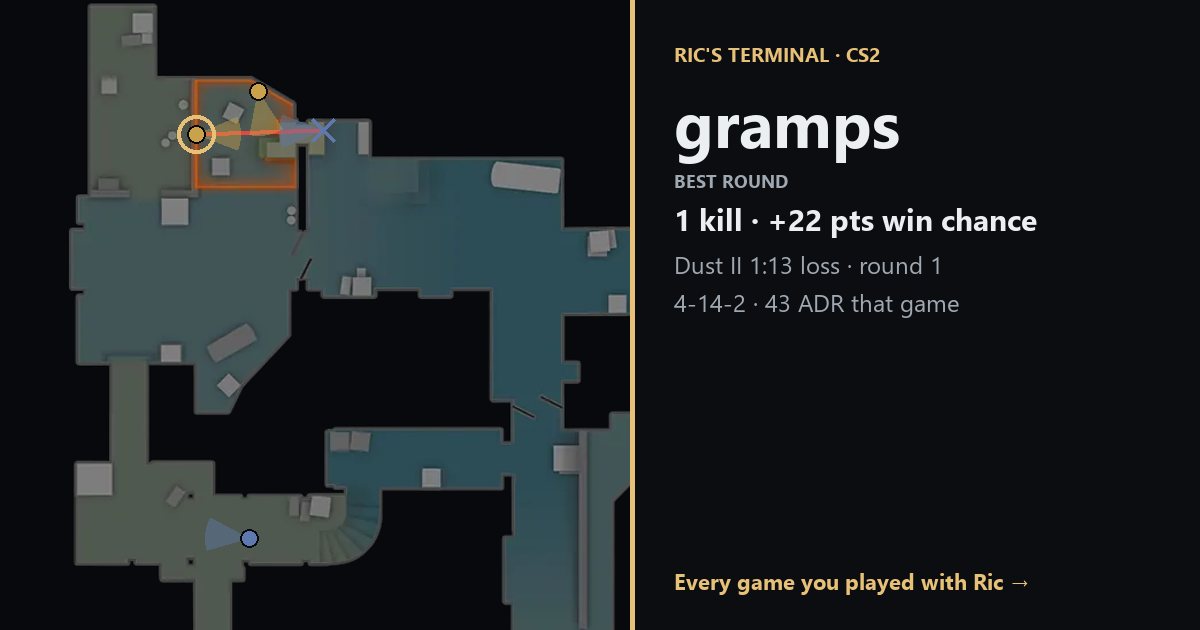 RIC'S TERMINAL · CS2
gramps
BEST ROUND
1 kill · +22 pts win chance
Dust II 1:13 loss · round 1
4-14-2 · 43 ADR that game
Every game you played with Ric →